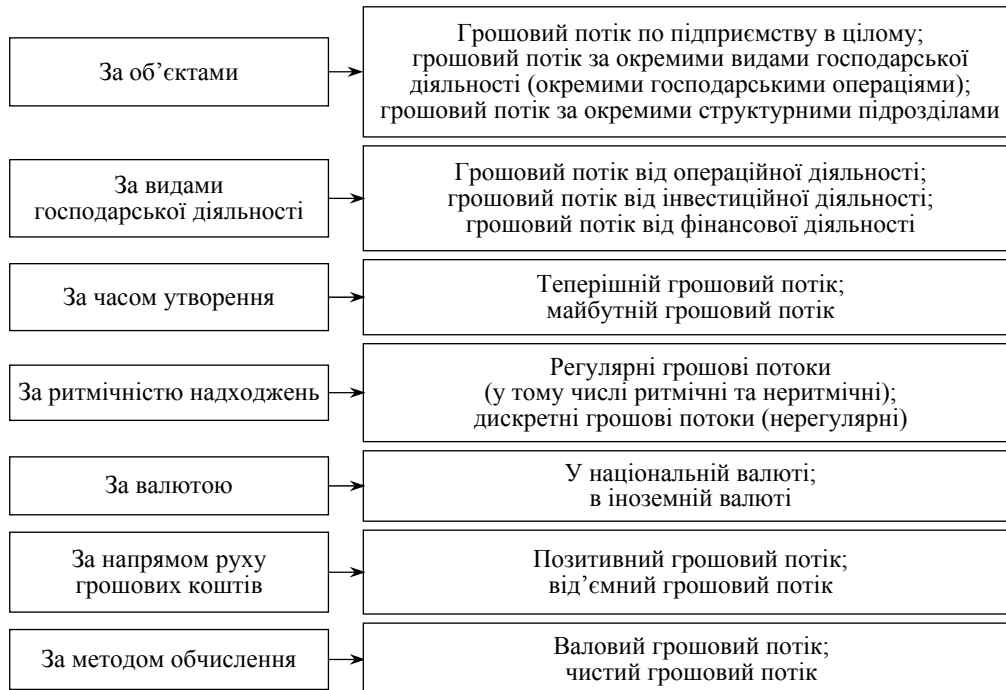 За об’єктами
Грошовий потік по підприємству в цілому;
грошовий потік за окремими видами господарської
діяльності (окремими господарськими операціями);
грошовий потік за окремими структурними підрозділами
За видами
господарської діяльності
Грошовий потік від операційної діяльності;
грошовий потік від інвестиційної діяльності;
грошовий потік від фінансової діяльності
За часом утворення
Теперішній грошовий потік;
майбутній грошовий потік
За ритмічністю надходжень
Регулярні грошові потоки
(у тому числі ритмічні та неритмічні);
дискретні грошові потоки (нерегулярні)
За валютою
У національній валюті;
в іноземній валюті
За напрямом руху
грошових коштів
Позитивний грошовий потік;
від’ємний грошовий потік
За методом обчислення
Валовий грошовий потік;
чистий грошовий потік